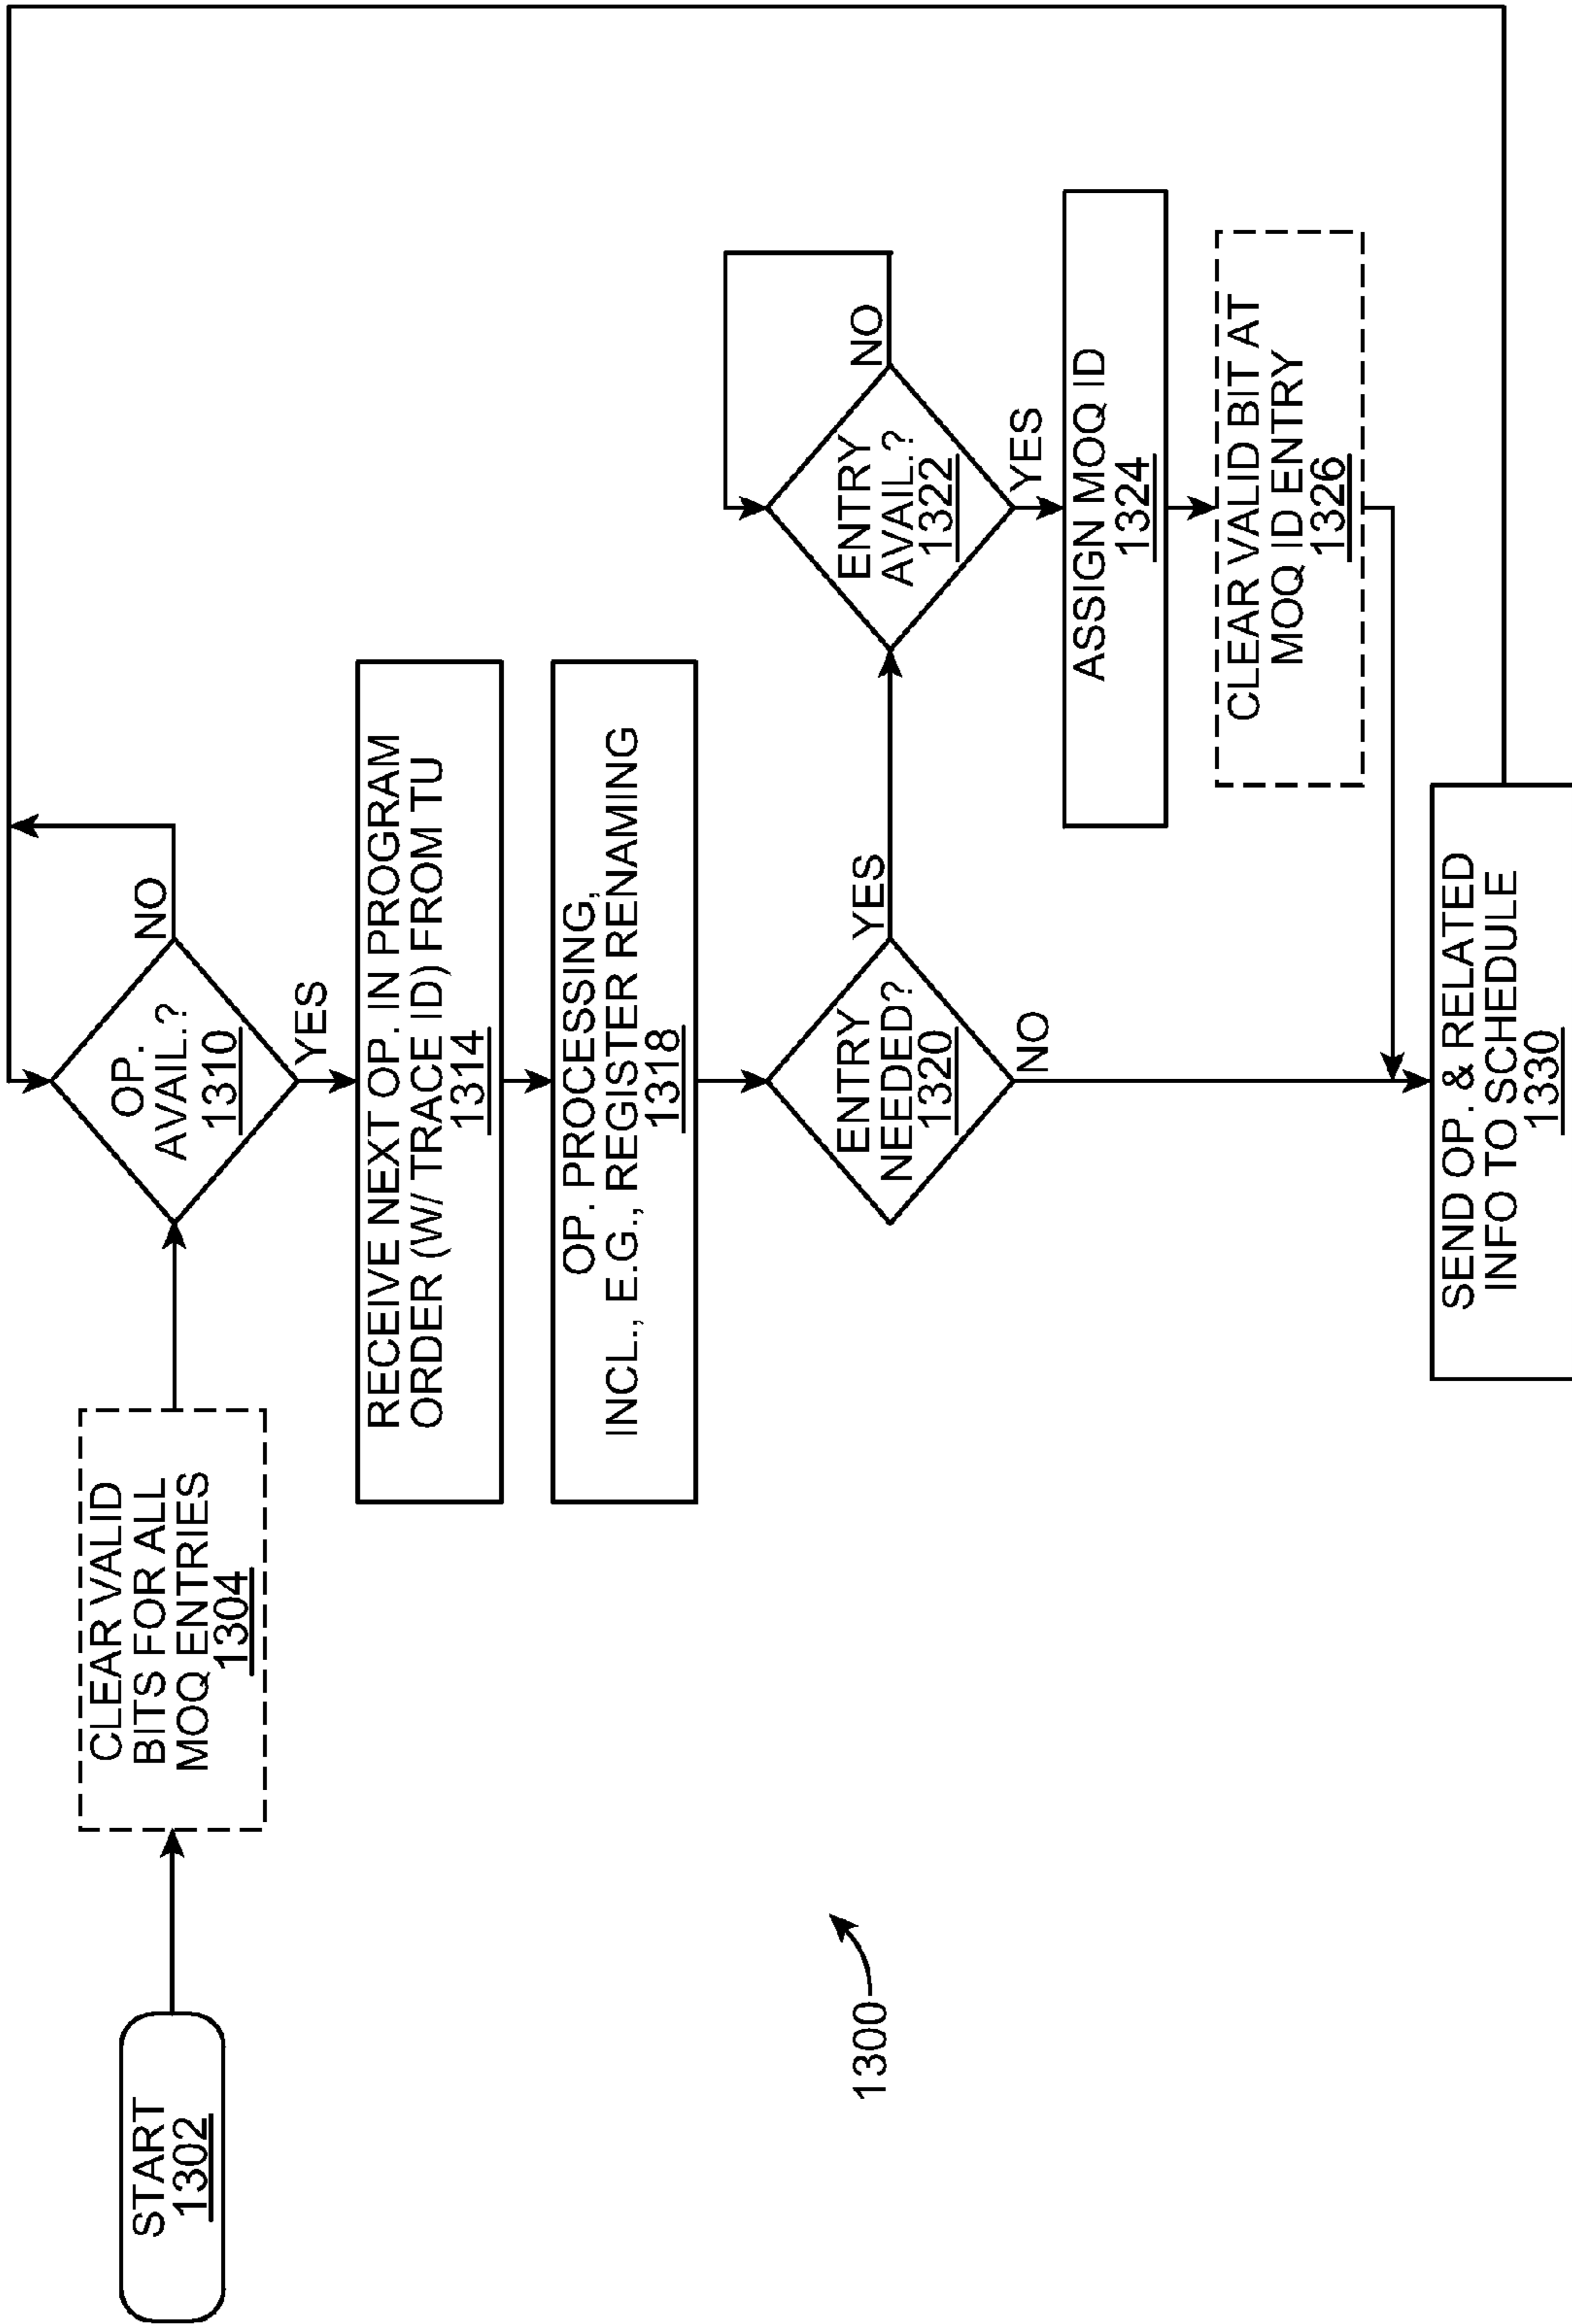 START
1302
CLEAR VALID
BITS FOR ALL
MOQ ENTRIES
1304
OP.
AVAIL.?
1310
NO
YES
RECEIVE NEXT OP. IN PROGRAM
ORDER (W/ TRACE ID) FROM TU
1314
OP. PROCESSING,
INCL., E.G., REGISTER RENAMING
1318
ENTRY
NEEDED?
1320
YES
NO
ENTRY
AVAIL.?
1322
NO
YES
ASSIGN MOQ ID
1324
CLEAR VALID BIT AT
MOQ ID ENTRY
1326
SEND OP. & RELATED
INFO TO SCHEDULE
1330
1300